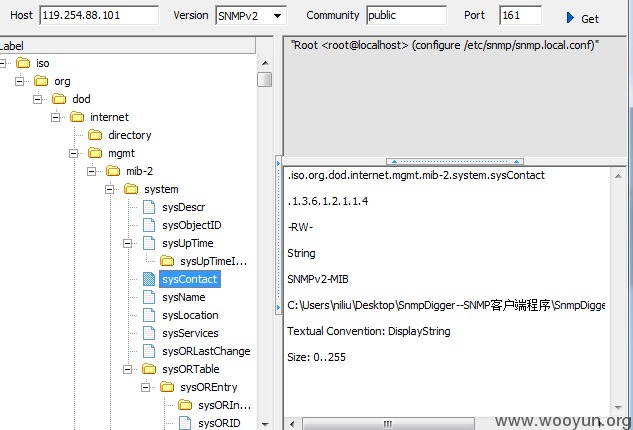 Host 119.254.88.101 Version SNMPv2 Community public Port 161 Get
Label
iso
org
dod
internet
directory
mgmt
mib-2
system
sysDescr
sysObjectID
sysUpTime
sysUpTimeI...
sysContact
sysName
sysLocation
sysServices
sysORLastChange
sysORTable
sysOREntry
sysORIn...
sysORID
"Root <root@localhost> (configure /etc/snmp/snmp.local.conf)"
.iso.org.dod.internet.mgmt.mib-2.system.sysContact
.1.3.6.1.2.1.1.4
-RW-
String
SNMPv2-MIB
C:\Users\niliu\Desktop\SnmpDigger--SNMP客户端程序\SnmpDigge
Textual Convention: DisplayString
Size: 0..255
www.wooyun.org